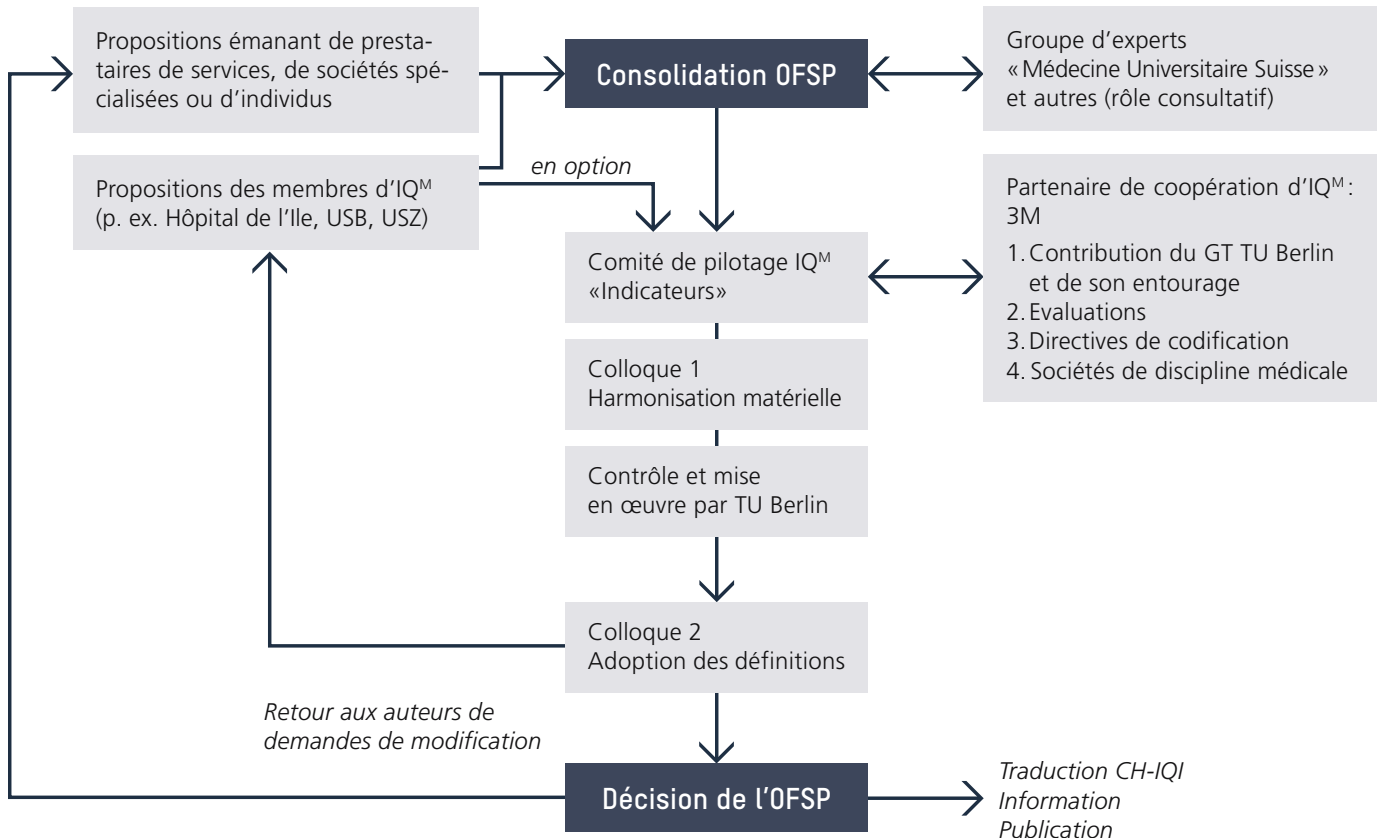 Propositions émanant de presta-
taires de services, de sociétés spé-
cialisées ou d'individus
Consolidation OFSP
Groupe d'experts
« Médecine Universitaire Suisse »
et autres (rôle consultatif)
Propositions des membres d'IQᴹ
(p. ex. Hôpital de l'Ile, USB, USZ)
en option
Partenaire de coopération d'IQᴹ :
3M
1. Contribution du GT TU Berlin
et de son entourage
2. Evaluations
3. Directives de codification
4. Sociétés de discipline médicale
Comité de pilotage IQᴹ
«Indicateurs»
Colloque 1
Harmonisation matérielle
Contrôle et mise
en œuvre par TU Berlin
Colloque 2
Adoption des définitions
Retour aux auteurs de
demandes de modification
Décision de l'OFSP
Traduction CH-IQI
Information
Publication